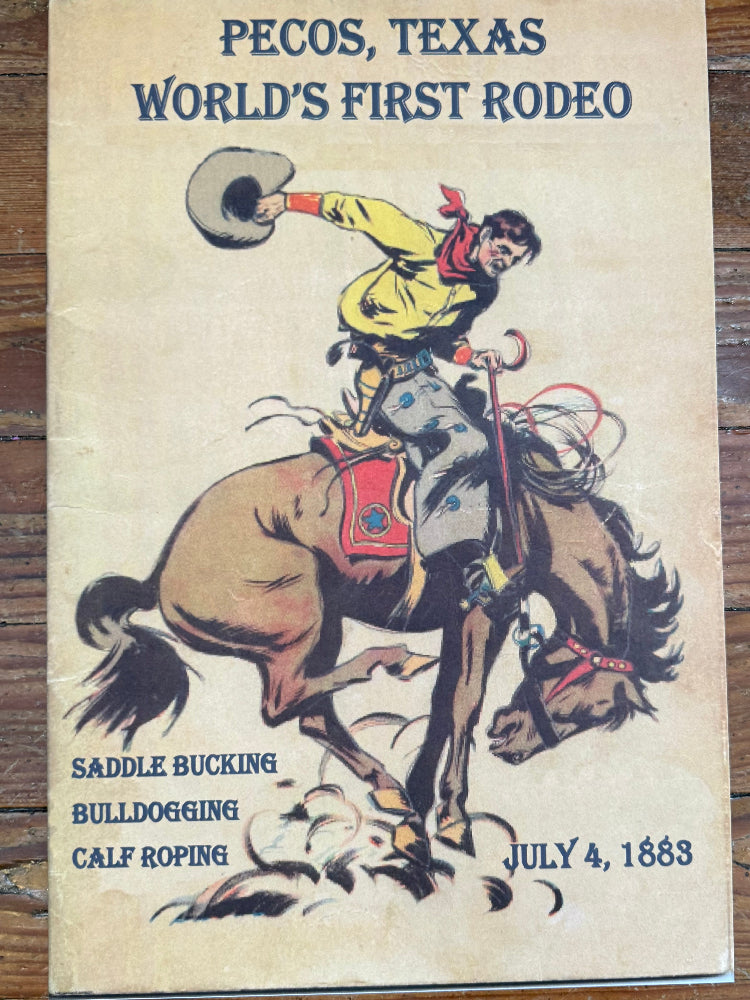 PECOS, TEXAS
WORLD'S FIRST RODEO
SADDLE BUCKING
BULLDOGGING
CALF ROPING
JULY 4, 1883